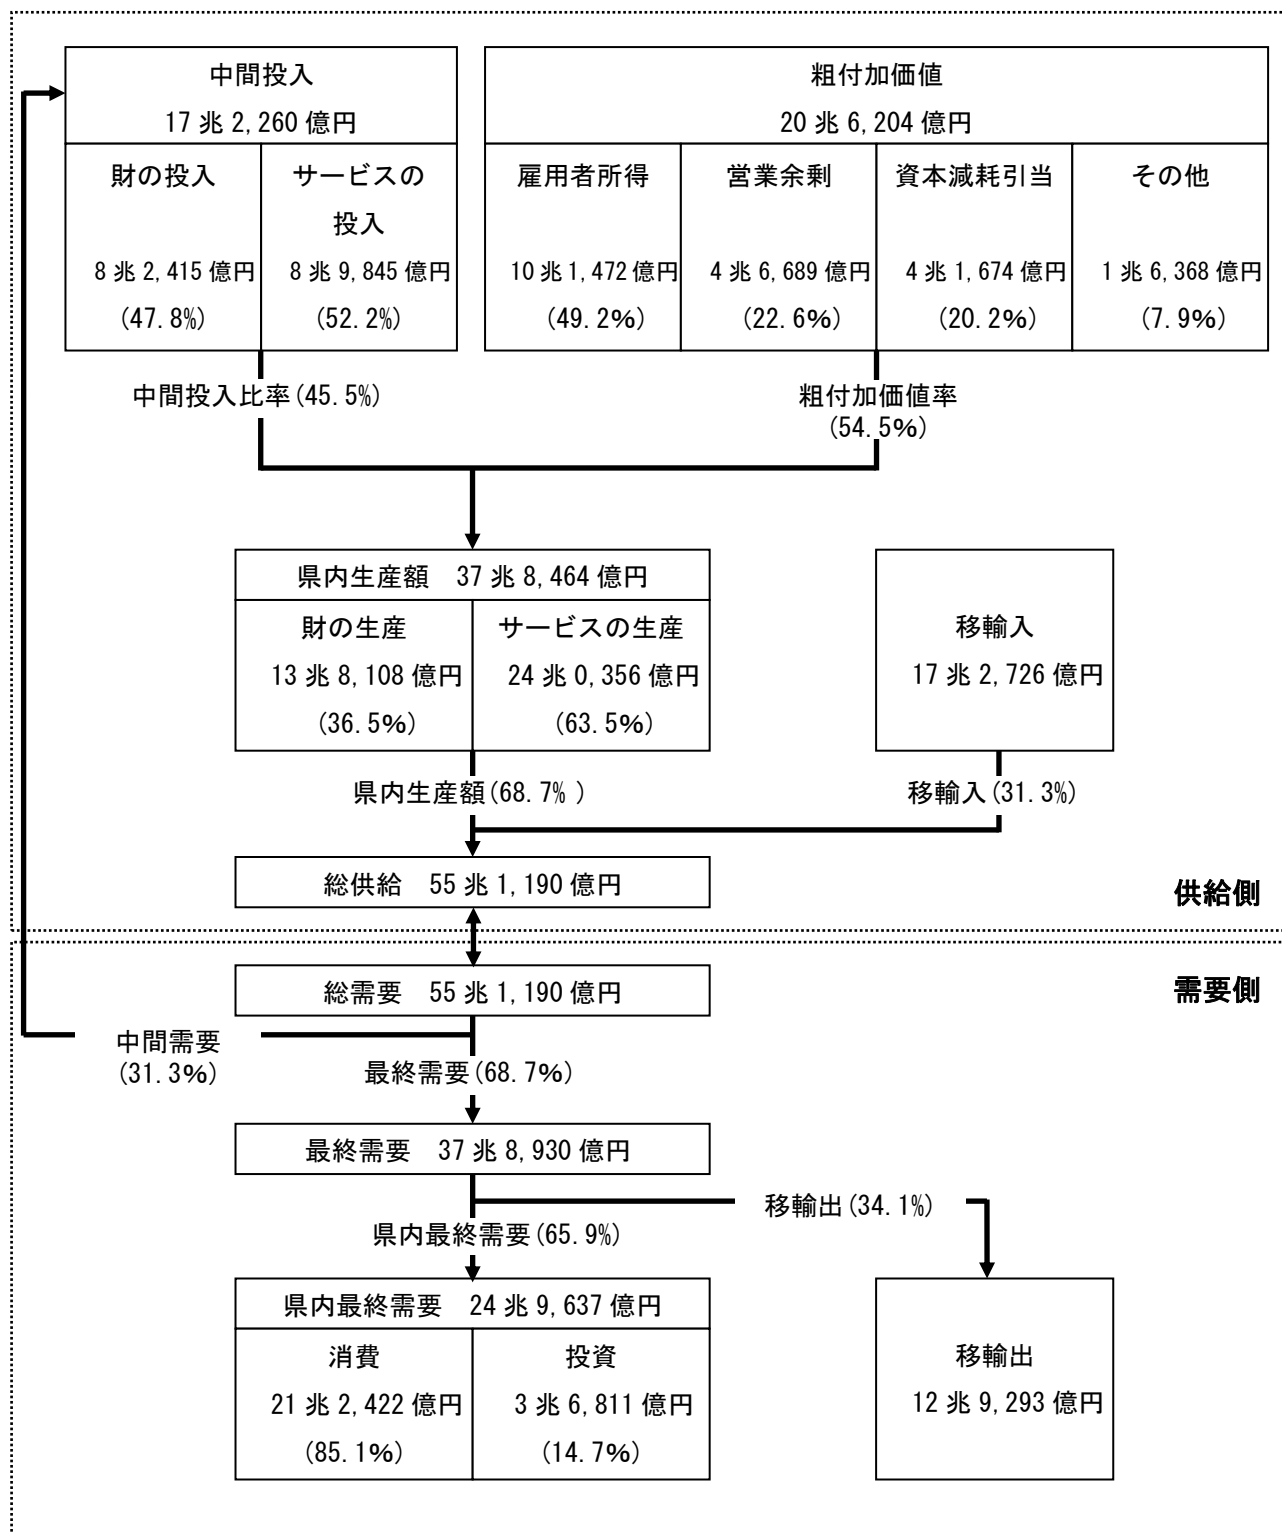 中間投入
17 兆 2,260 億円
財の投入
8 兆 2,415 億円
(47.8%)
サービスの
投入
8 兆 9,845 億円
(52.2%)
粗付加価値
20 兆 6,204 億円
雇用者所得
10 兆 1,472 億円
(49.2%)
営業余剰
4 兆 6,689 億円
(22.6%)
資本減耗引当
4 兆 1,674 億円
(20.2%)
その他
1 兆 6,368 億円
(7.9%)
中間投入比率(45.5%)
粗付加価値率
(54.5%)
県内生産額 37 兆 8,464 億円
財の生産
13 兆 8,108 億円
(36.5%)
サービスの生産
24 兆 0,356 億円
(63.5%)
移輸入
17 兆 2,726 億円
県内生産額(68.7% )
移輸入(31.3%)
総供給 55 兆 1,190 億円
供給側
総需要 55 兆 1,190 億円
需要側
中間需要
(31.3%)
最終需要(68.7%)
最終需要 37 兆 8,930 億円
移輸出(34.1%)
県内最終需要(65.9%)
県内最終需要 24 兆 9,637 億円
消費
21 兆 2,422 億円
(85.1%)
投資
3 兆 6,811 億円
(14.7%)
移輸出
12 兆 9,293 億円